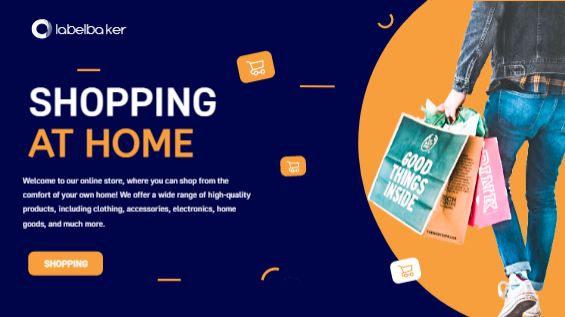 labelbaker
SHOPPING
AT HOME
Welcome to our online store, where you can shop from the
comfort of your own home! We offer a wide range of high-quality
products, including clothing, accessories, electronics, home
goods, and much more.
SHOPPING
GOOD
THINGS
INSIDE
PINK